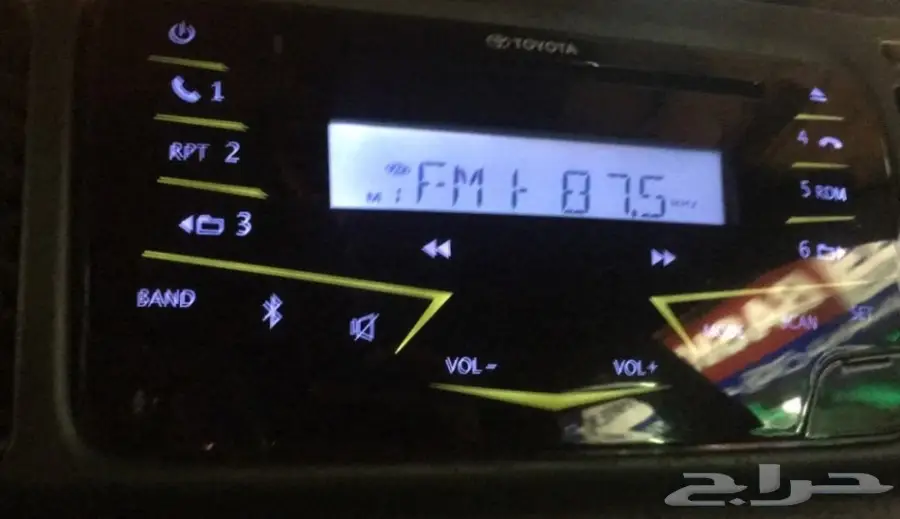 TOYOTA
1
RPT 2
3
4
5 RDM
6
FM1 87.5
BAND
VOL -
VOL +
SCAN
SET
حراج